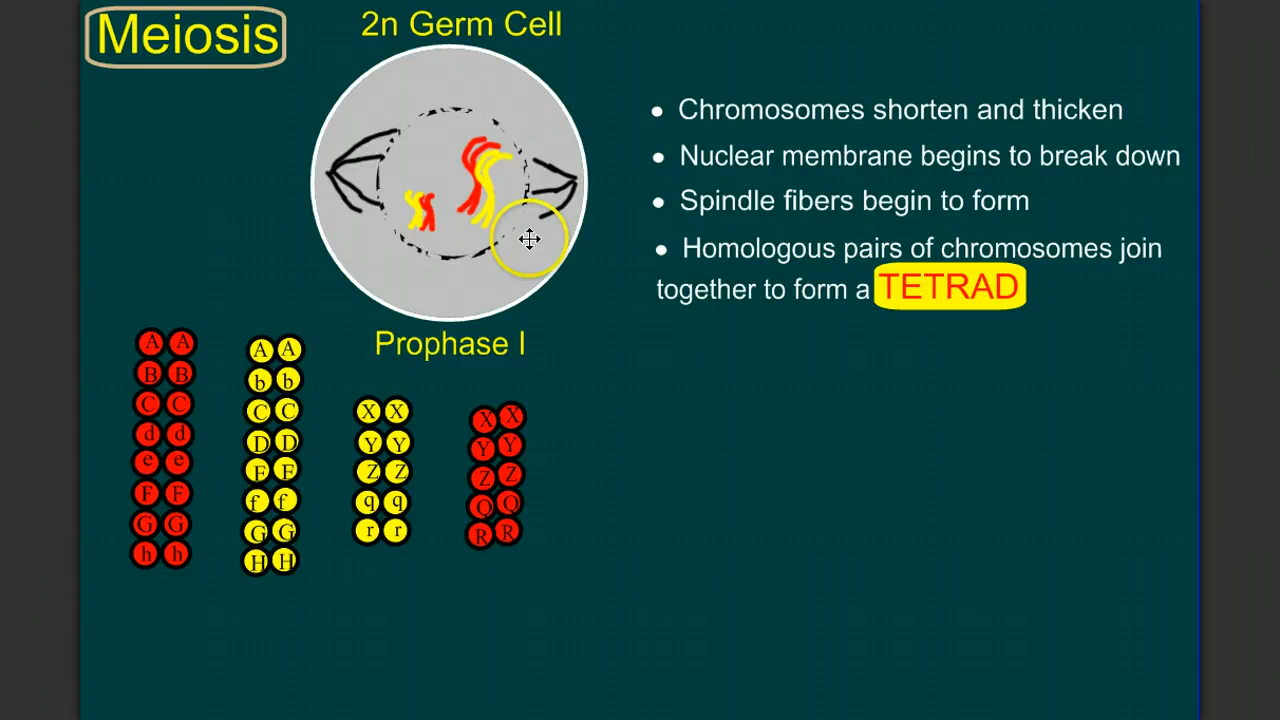 Meiosis
2n Germ Cell
• Chromosomes shorten and thicken
• Nuclear membrane begins to break down
• Spindle fibers begin to form
• Homologous pairs of chromosomes join
together to form a TETRAD
Prophase I
A A
B B
C C
d d
e e
F F
G G
h h
A A
b b
C C
D D
E E
f f
G G
H H
X X
Y Y
Z Z
q q
r r
X X
Y Y
Z Z
Q Q
R R